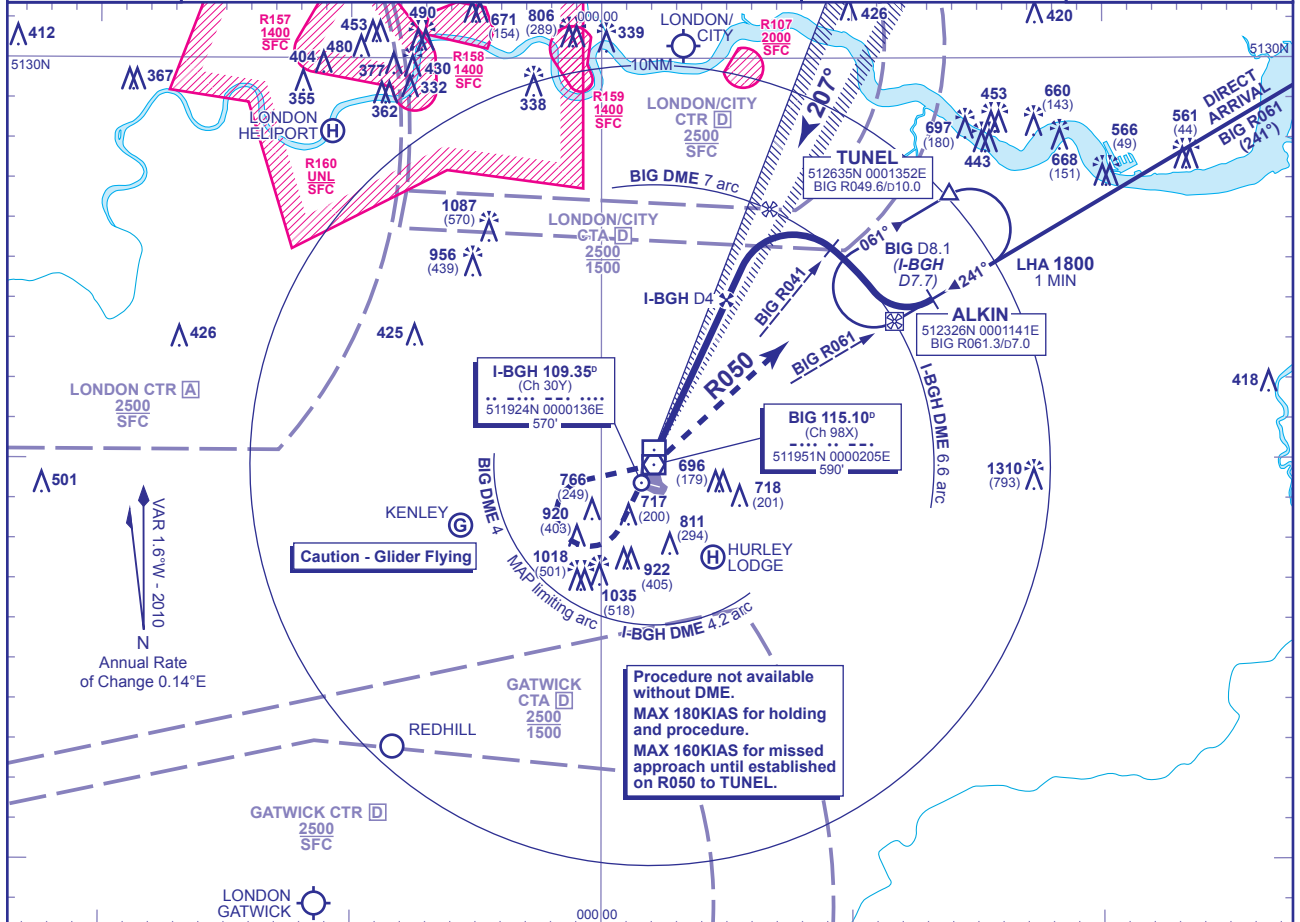 490
453
480
404
377
430
332
362
355
671
(154)
806
(289)
000 00
339
338
LONDON/
CITY
R107
2000
SFC
426
420
412
5130N
5130N
R157
1400
SFC
R158
1400
SFC
R159
1400
SFC
R160
UNL
SFC
367
LONDON
HELIPORT
H
10NM
LONDON/CITY
CTR D
2500
SFC
207°
453
660
(143)
697
(180)
443
668
(151)
566
(49)
561
(44)
DIRECT
ARRIVAL
BIG R061
(241°)
TUNEL
512635N 0001352E
BIG R049.6/D10.0
BIG DME 7 arc
1087
(570)
956
(439)
LONDON/CITY
CTA D
2500
1500
061°
BIG D8.1
(I-BGH
D7.7)
241°
LHA 1800
1 MIN
I-BGH D4
BIG R041
BIG R061
R050
ALKIN
512326N 0001141E
BIG R061.3/D7.0
426
425
418
LONDON CTR A
2500
SFC
I-BGH 109.35D
(Ch 30Y)
·· –··· ––· ····
511924N 0000136E
570'
BIG 115.10D
(Ch 98X)
–··· ·· ––·
511951N 0000205E
590'
I-BGH DME 6.6 arc
501
1310
(793)
BIG DME 4
MAP limiting arc
I-BGH DME 4.2 arc
766
(249)
696
(179)
718
(201)
717
(200)
920
(403)
811
(294)
1018
(501)
922
(405)
1035
(518)
KENLEY
G
H
HURLEY
LODGE
Caution - Glider Flying
VAR 1.6°W - 2010
N
Annual Rate
of Change 0.14°E
GATWICK
CTA D
2500
1500
Procedure not available
without DME.
MAX 180KIAS for holding
and procedure.
MAX 160KIAS for missed
approach until established
on R050 to TUNEL.
REDHILL
GATWICK CTR D
2500
SFC
LONDON
GATWICK
000 00